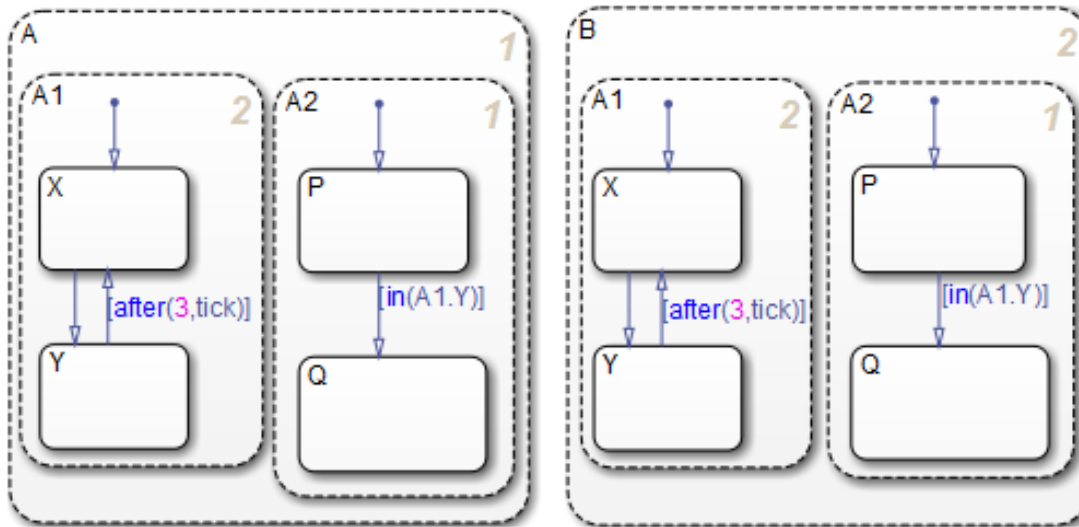 A
1
A1
2
X
[after(3,tick)]
Y
A2
1
P
[in(A1.Y)]
Q
B
2
A1
2
X
[after(3,tick)]
Y
A2
1
P
[in(A1.Y)]
Q